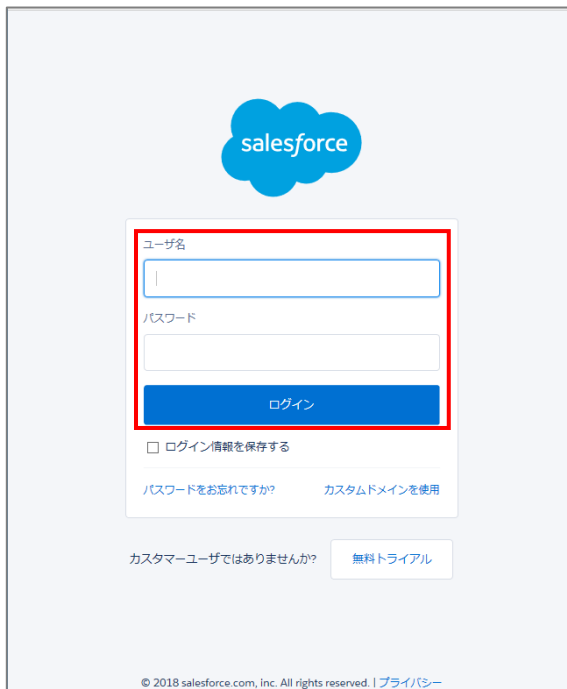 salesforce
ユーザ名
パスワード
ログイン
ログイン情報を保存する
パスワードをお忘れですか? カスタムドメインを使用
カスタマーユーザではありませんか? 無料トライアル
© 2018 salesforce.com, inc. All rights reserved. | プライバシー